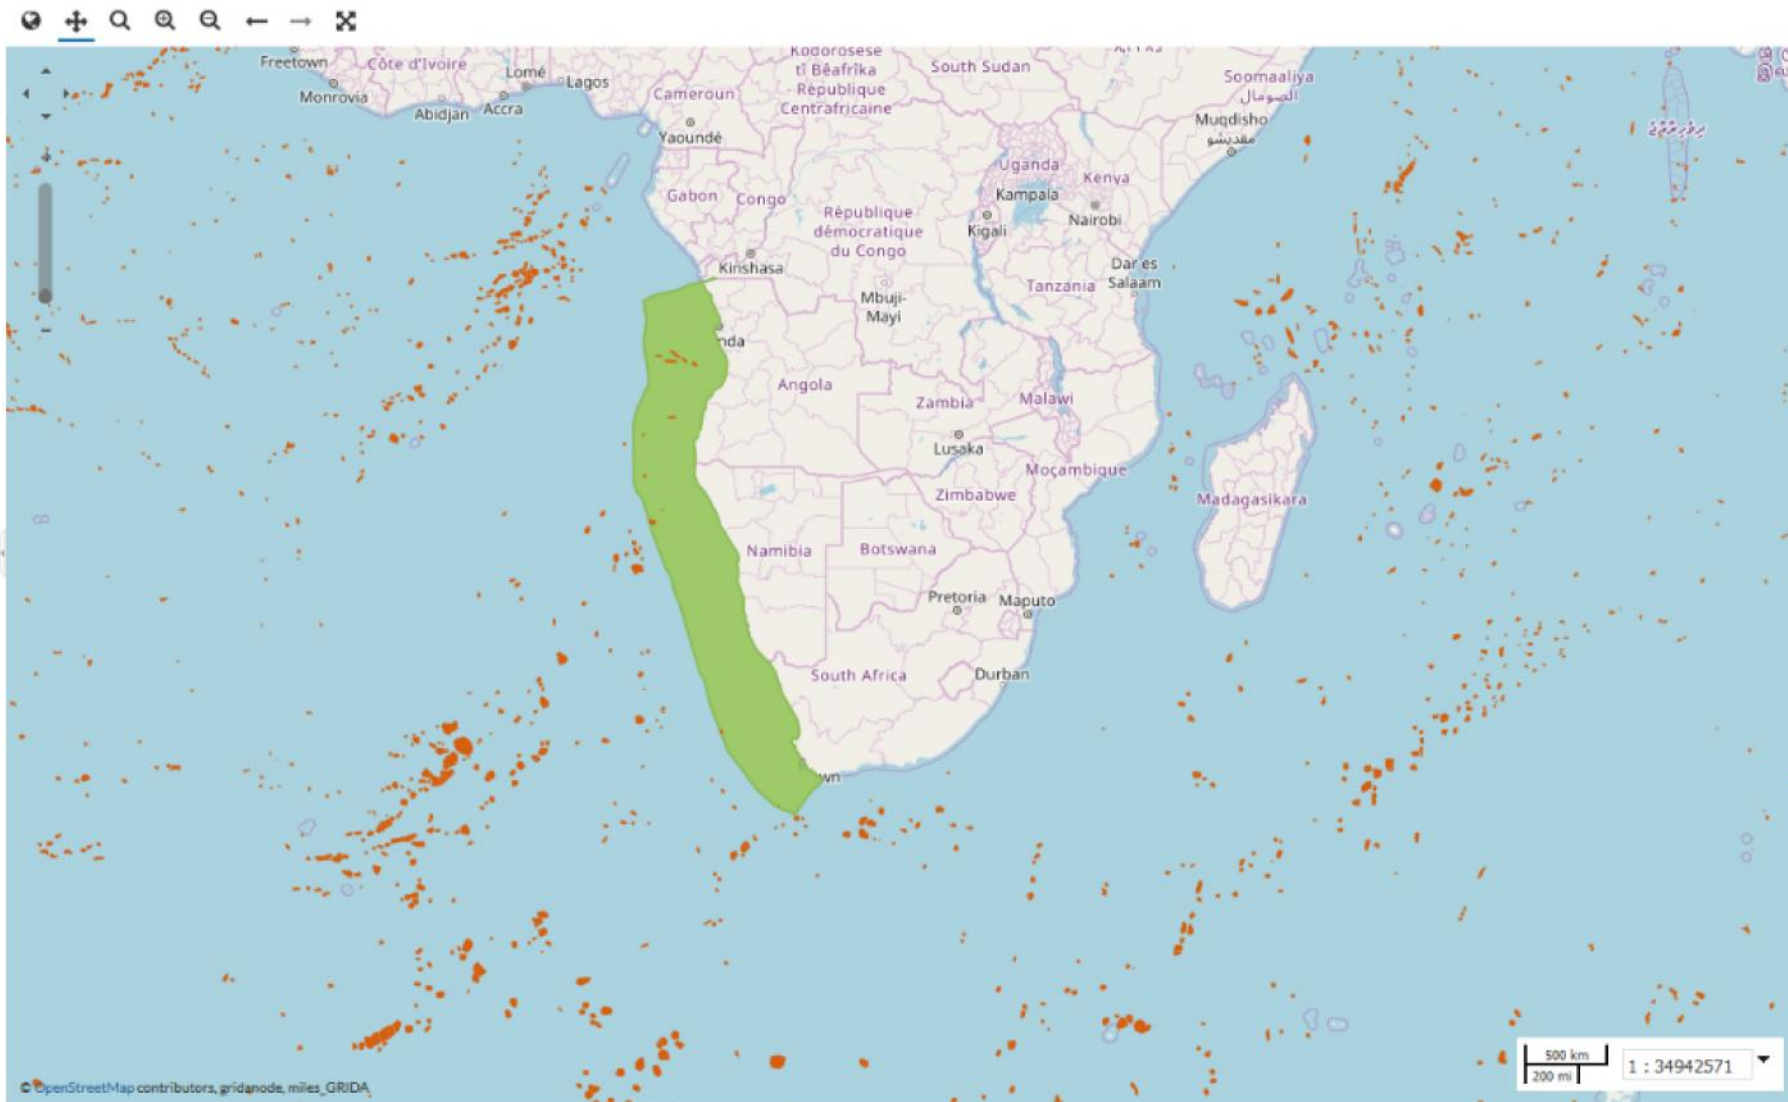 Freetown
Côte d'Ivoire
Monrovia
Abidjan
Accra
Lomé
Lagos
Cameroon
Yaoundé
Kodorosêse
tî Bêafrîka
- République
Centrafricaine
South Sudan
Soomaaliya
الصومال
Muqdisho
مقديشو
Uganda
Kampala
Kenya
Nairobi
Kigali
Gabon
Congo
République
démocratique
du Congo
Kinshasa
Dar es
Salaam
Tanzania
Mbuji-
Mayi
nda
Angola
Zambia
Malawi
Lusaka
Moçambique
Zimbabwe
Madagasikara
Namibia
Botswana
Pretoria
Maputo
South Africa
Durban
wn
500 km
200 mi
1 : 34942571
© OpenStreetMap contributors, gridanode, miles_GRIDA